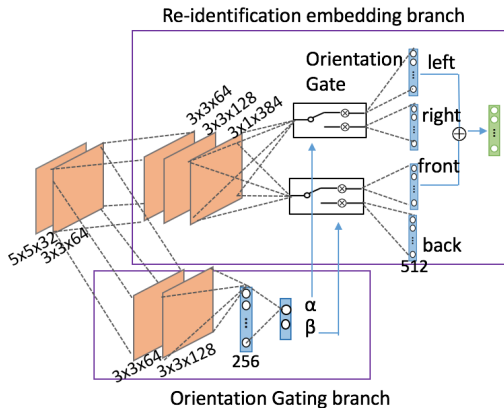 Re-identification embedding branch
Orientation
Gate
left
right
front
back
512
3x3x64
3x3x128
3x1x384
5x5x32
3x3x64
α
β
256
3x3x64
3x3x128
Orientation Gating branch